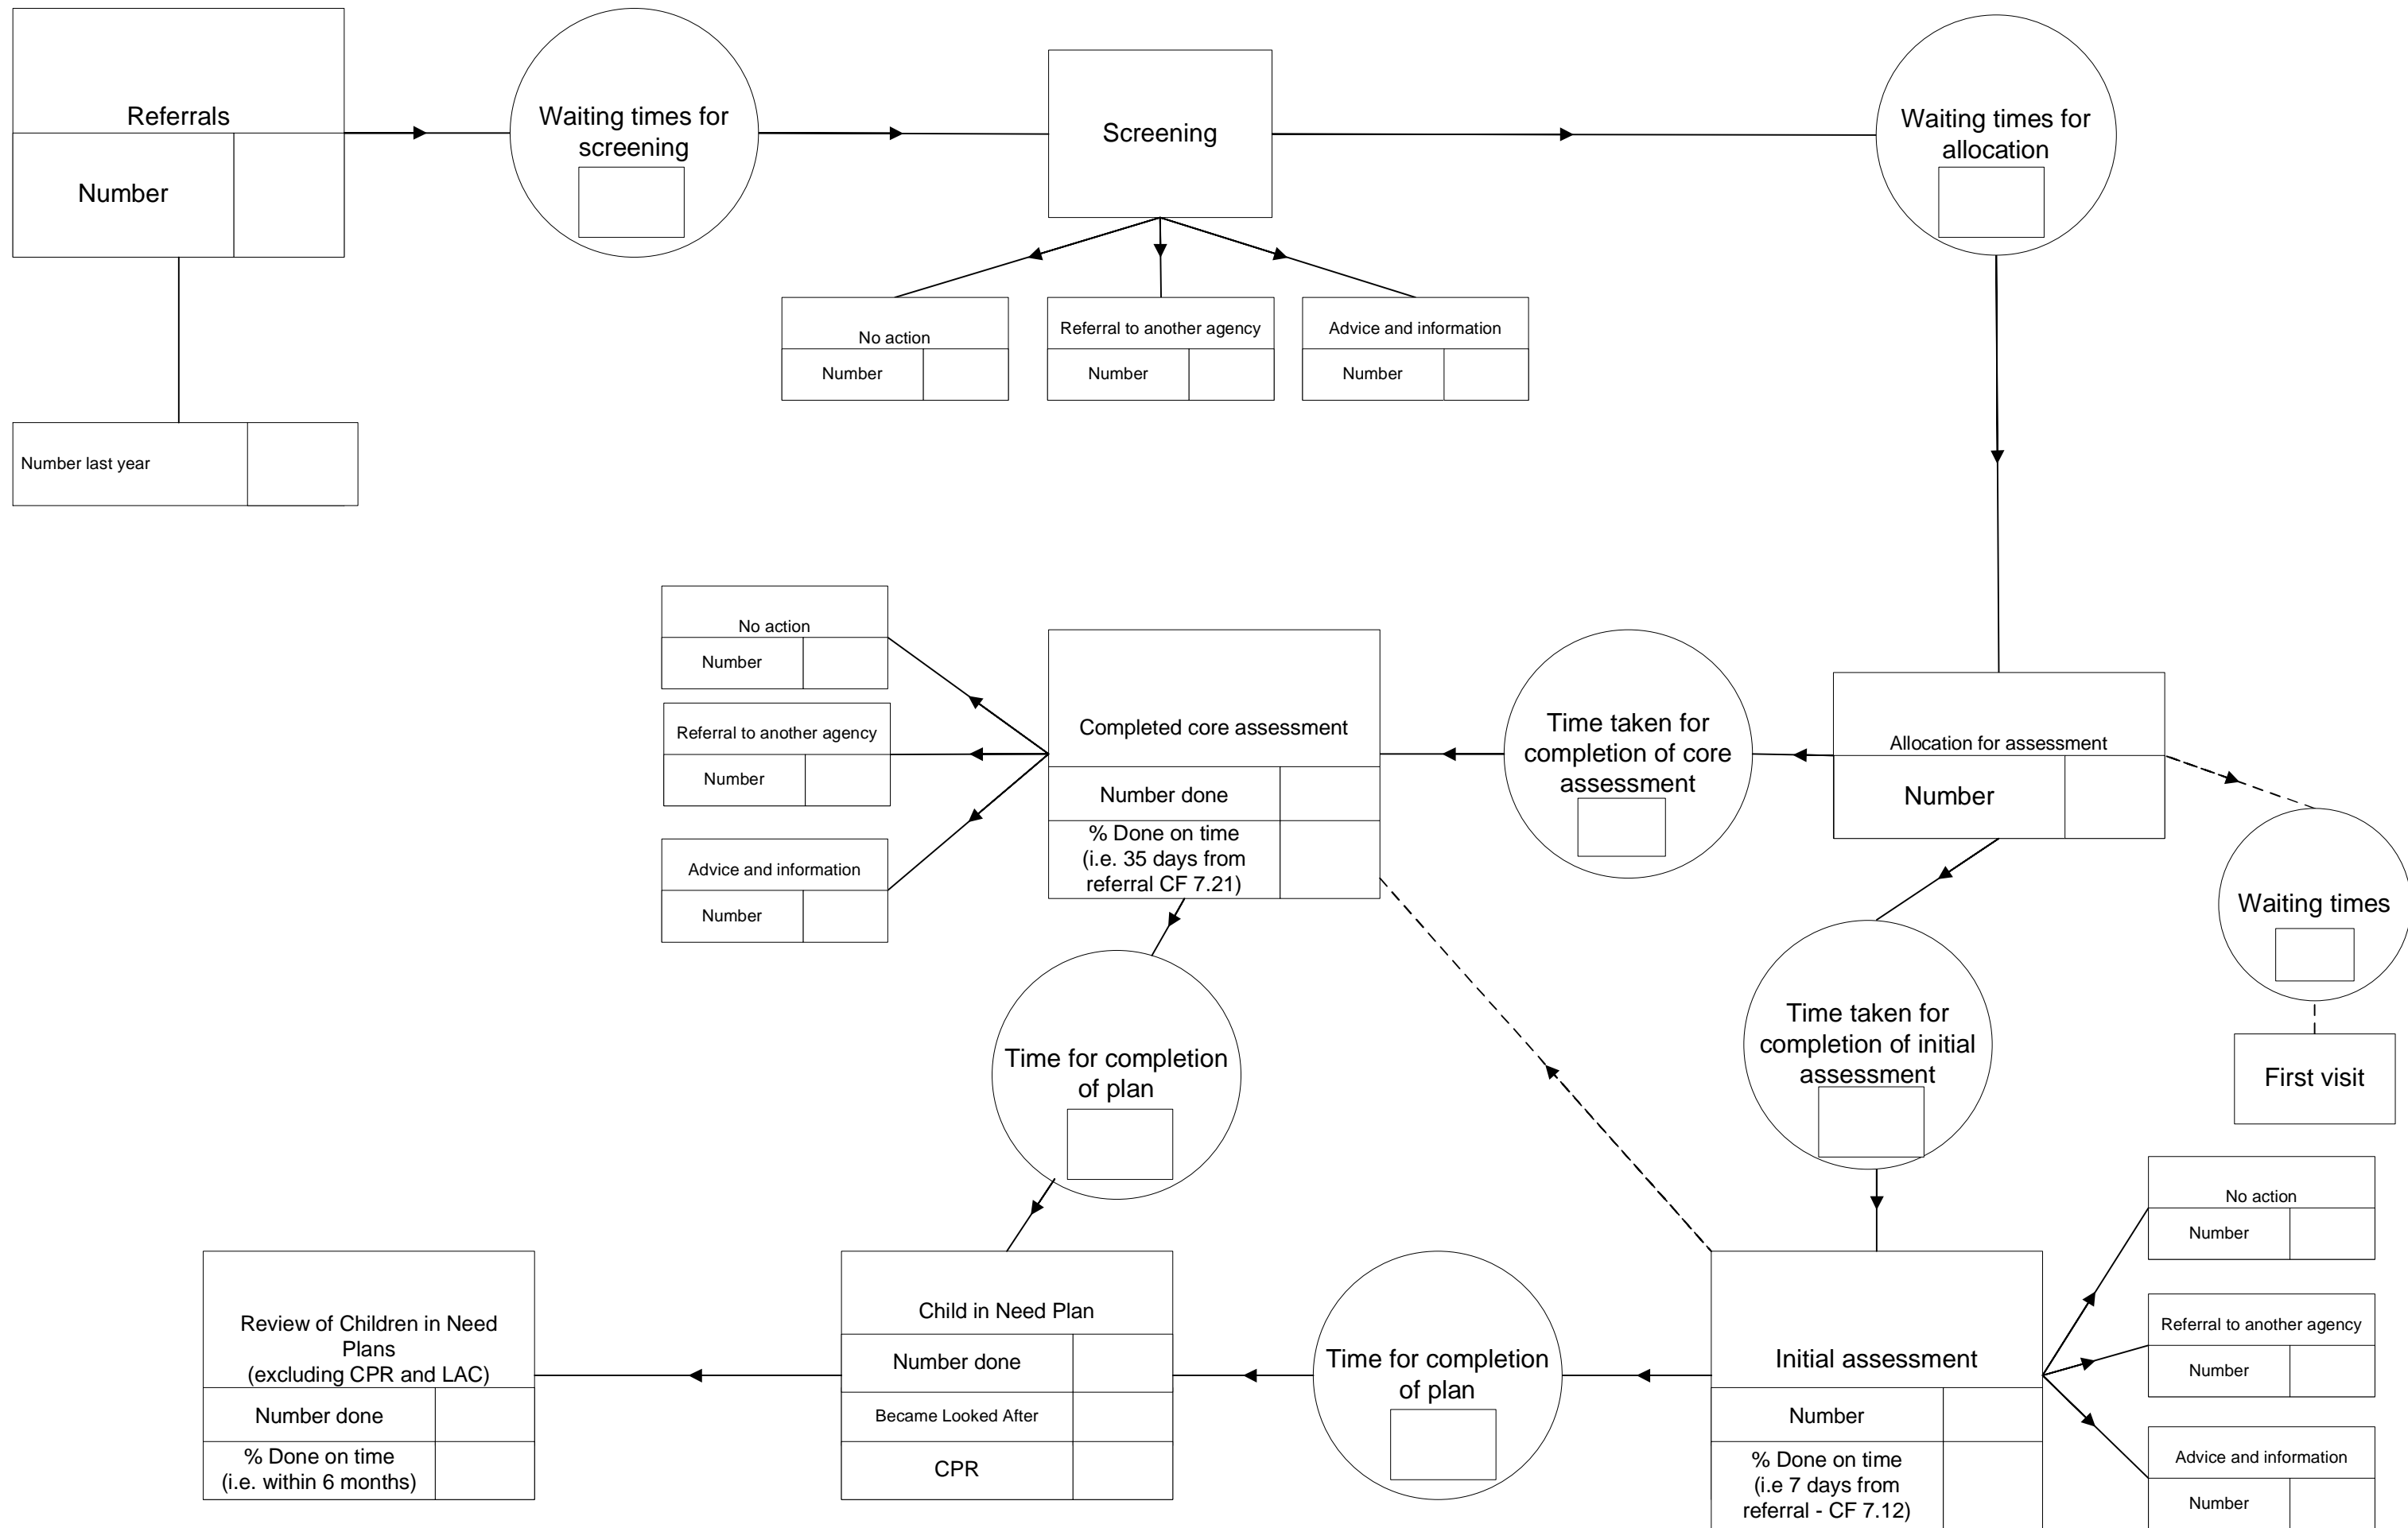 Referrals
Number
Number last year
Waiting times for
screening
Screening
Waiting times for
allocation
No action
Number
Referral to another agency
Number
Advice and information
Number
No action
Number
Referral to another agency
Number
Advice and information
Number
Completed core assessment
Number done
% Done on time
(i.e. 35 days from
referral CF 7.21)
Time taken for
completion of core
assessment
Allocation for assessment
Number
Waiting times
First visit
Time for completion
of plan
Time taken for
completion of initial
assessment
Review of Children in Need
Plans
(excluding CPR and LAC)
Number done
% Done on time
(i.e. within 6 months)
Child in Need Plan
Number done
Became Looked After
CPR
Time for completion
of plan
Initial assessment
Number
% Done on time
(i.e 7 days from
referral - CF 7.12)
No action
Number
Referral to another agency
Number
Advice and information
Number